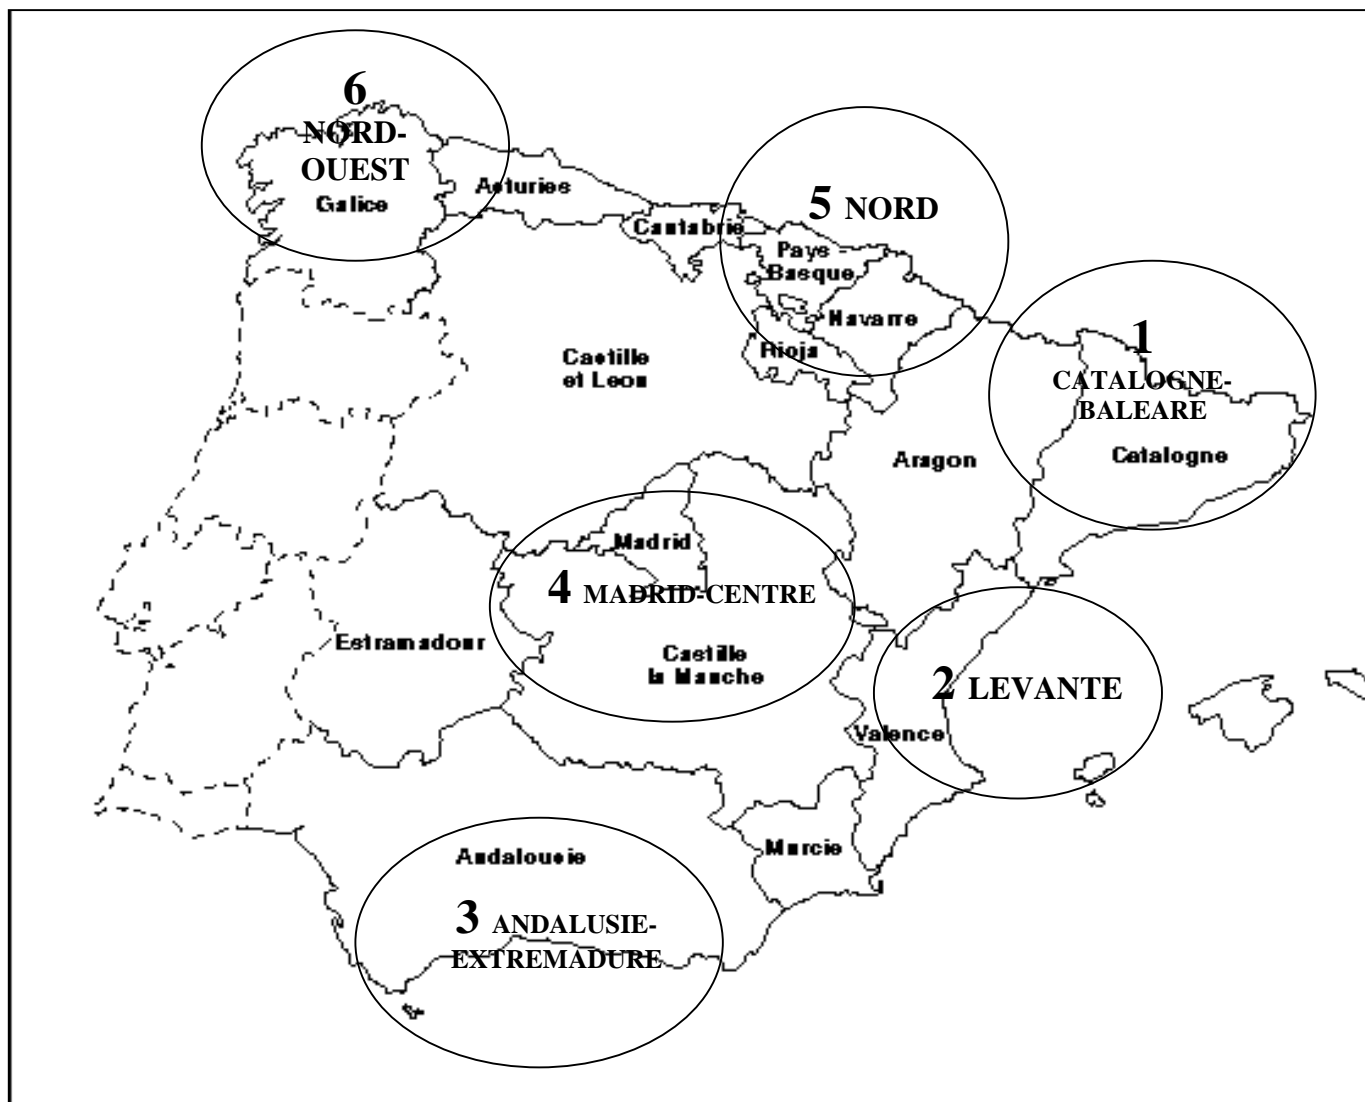 6
NORD-
OUEST
Galice
Asturies
Cantabrie
5 NORD
Pays -
Basque
Navarre
Rioja
1
CATALOGNE-
BALEARE
Catalogne
Castille
et Leon
Aragon
Madrid
4 MADRID-CENTRE
Estramadour
Castille
la Manche
2 LEVANTE
Valence
Murcie
Andalousie
3 ANDALUSIE-
EXTREMADURE